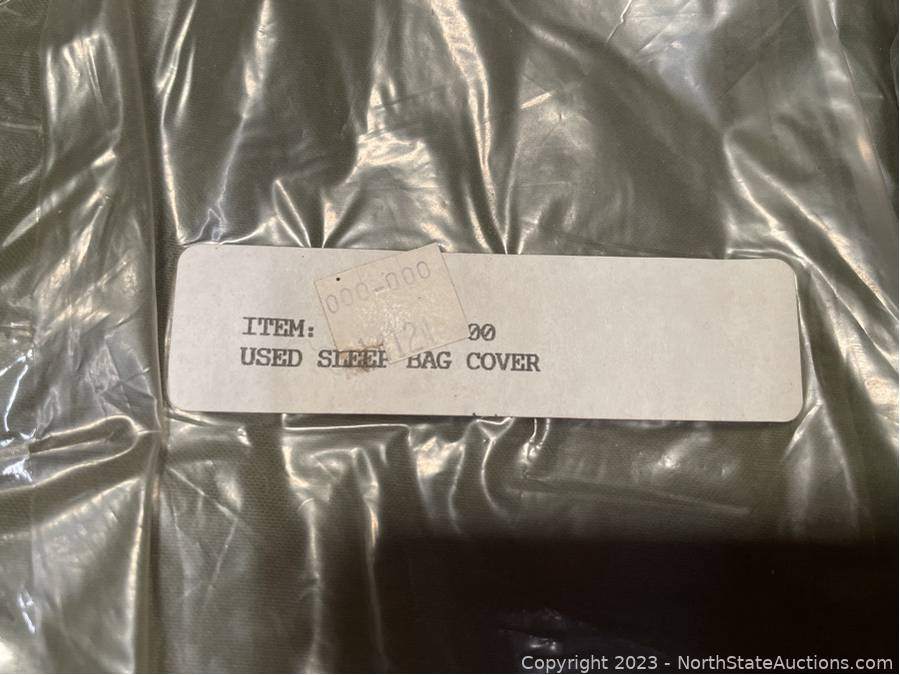 000-000
ITEM: 00
USED SLEEP BAG COVER
Copyright 2023 - NorthStateAuctions.com